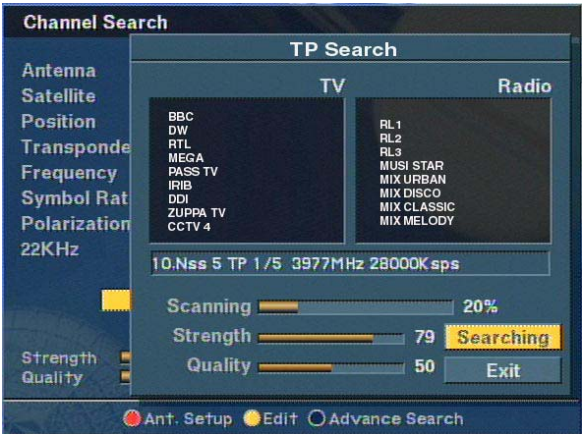 Channel Search
TP Search
TV
Radio
Antenna
Satellite
Position
Transponde
Frequency
Symbol Rat
Polarization
22KHz
BBC
DW
RTL
MEGA
PASS TV
IRIB
DDI
ZUPPA TV
CCTV 4
RL1
RL2
RL3
MUSI STAR
MIX URBAN
MIX DISCO
MIX CLASSIC
MIX MELODY
10.Nss 5 TP 1/5 3977MHz 28000Ksps
Scanning 20%
Strength 79 Searching
Quality 50 Exit
Strength
Quality
Ant. Setup Edit Advance Search